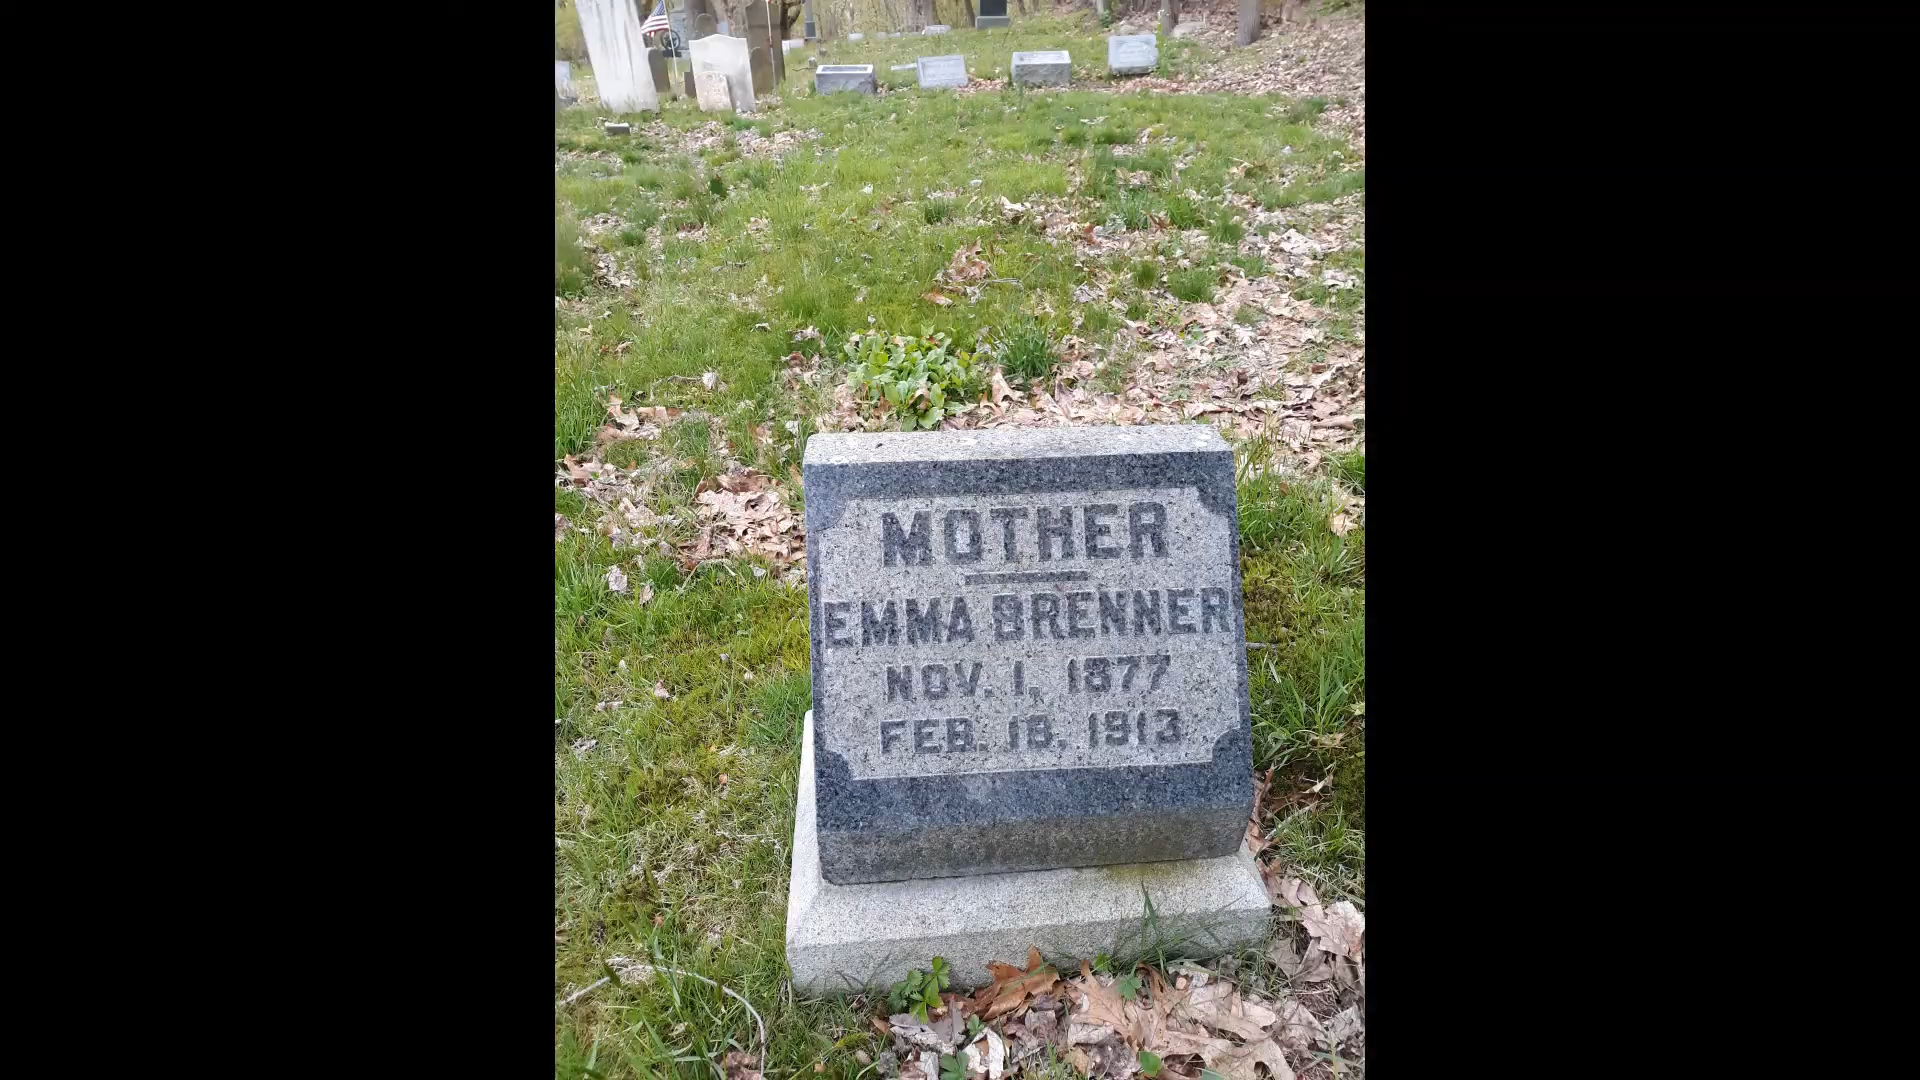 MOTHER
EMMA BRENNER
NOV. 1, 1877
FEB. 18, 1913